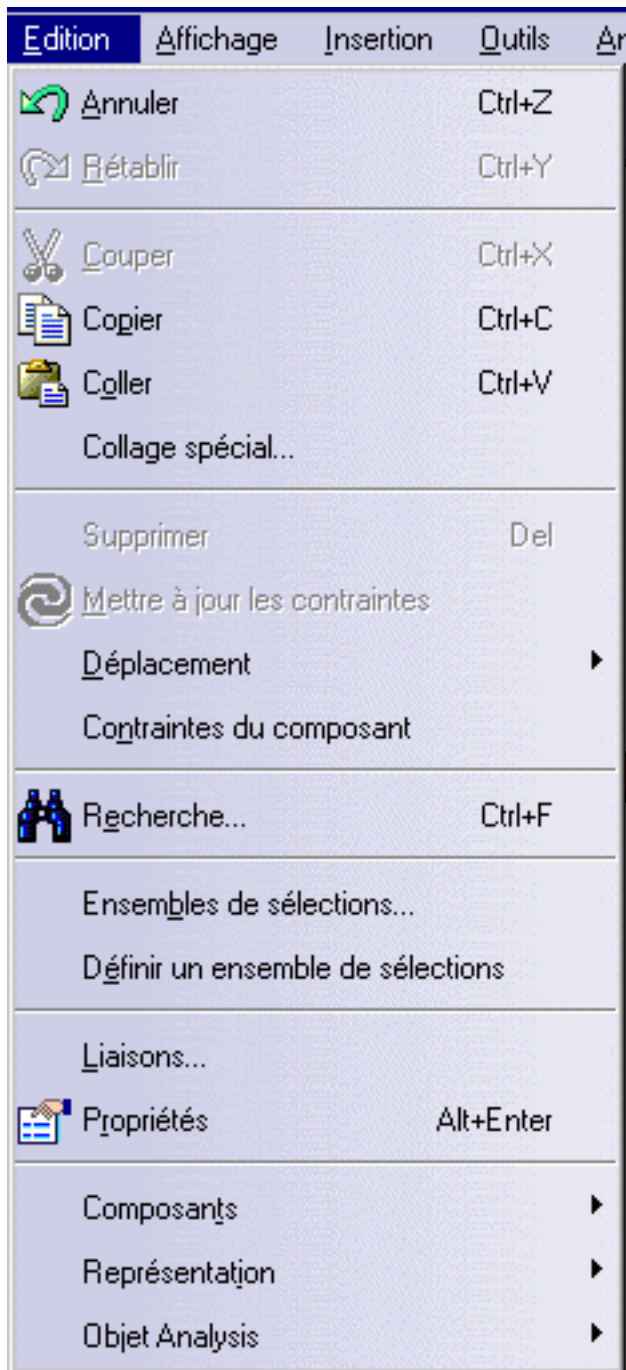 Edition Affichage Insertion Outils
Annuler Ctrl+Z
Rétablir Ctrl+Y
Couper Ctrl+X
Copier Ctrl+C
Coller Ctrl+V
Collage spécial...
Supprimer Del
Mettre à jour les contraintes
Déplacement
Contraintes du composant
Recherche... Ctrl+F
Ensembles de sélections...
Définir un ensemble de sélections
Liaisons...
Propriétés Alt+Enter
Composants
Représentation
Objet Analysis